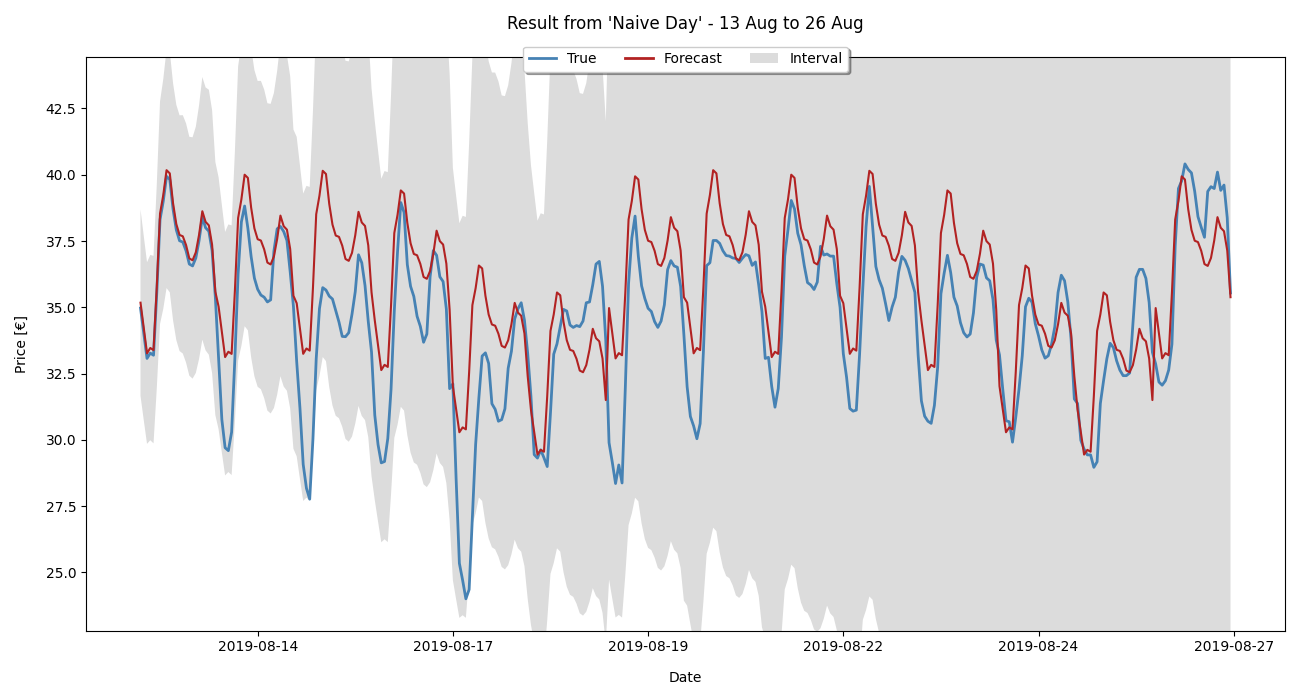 Result from 'Naive Day' - 13 Aug to 26 Aug
True Forecast Interval
42.5
40.0
37.5
35.0
32.5
30.0
27.5
25.0
Price [€]
2019-08-14 2019-08-17 2019-08-19 2019-08-22 2019-08-24 2019-08-27
Date